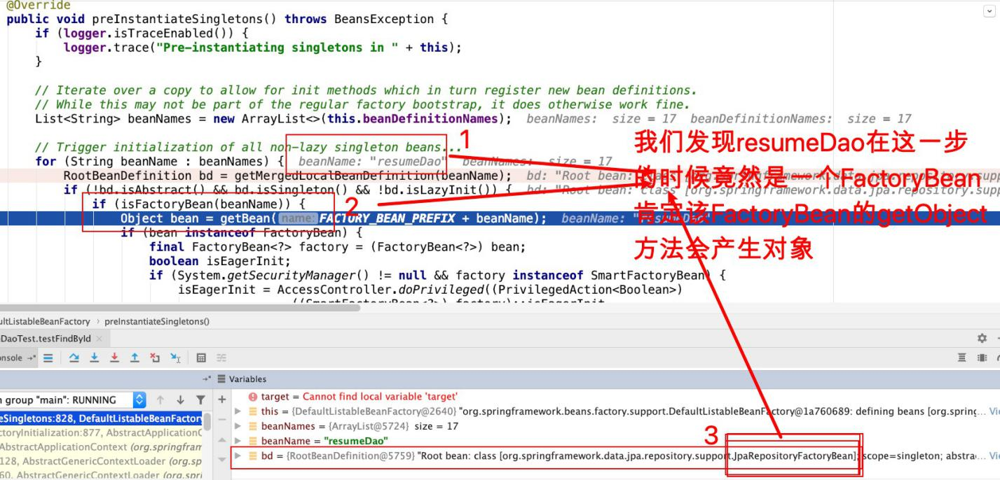 @Override
public void preInstantiateSingletons() throws BeansException {
if (logger.isTraceEnabled()) {
logger.trace("Pre-instantiating singletons in " + this);
}
// Iterate over a copy to allow for init methods which in turn register new bean definitions.
// While this may not be part of the regular factory bootstrap, it does otherwise work fine.
List<String> beanNames = new ArrayList<>(this.beanDefinitionNames); beanNames: size = 17 beanDefinitionNames: size = 17
// Trigger initialization of all non-lazy singleton beans...
for (String beanName : beanNames) { beanName: "resumeDao" beanNames: size = 17
RootBeanDefinition bd = getMergedLocalBeanDefinition(beanName); bd: "Root bean: class [org.springframework.data.jpa.repository.supp
if (!bd.isAbstract() && bd.isSingleton() && !bd.isLazyInit()) { bd: "Root bean: class [org.springframework.data.jpa.repository.supp
if (isFactoryBean(beanName)) {
Object bean = getBean( name: FACTORY_BEAN_PREFIX + beanName); beanName: "resumeDao"
if (bean instanceof FactoryBean) {
final FactoryBean<?> factory = (FactoryBean<?>) bean;
boolean isEagerInit;
if (System.getSecurityManager() != null && factory instanceof SmartFactoryBean) {
isEagerInit = AccessController.doPrivileged((PrivilegedAction<Boolean>)
((SmartFactoryBean<?>) factory)::isEagerInit
1
2
我们发现resumeDao在这一步
的时候竟然是一个FactoryBean
肯定该FactoryBean的getObject
方法会产生对象
ultListableBeanFactory › preInstantiateSingletons()
DaoTest.testFindById ×
onsole
Variables
n group "main": RUNNING
eSingletons:828, DefaultListableBeanFactory
ctoryInitialization:877, AbstractApplicationC
AbstractApplicationContext (org.springfram
128, AbstractGenericContextLoader (org.sp
60, AbstractGenericContextLoader (org.spri
target = Cannot find local variable 'target'
this = {DefaultListableBeanFactory@2640} "org.springframework.beans.factory.support.DefaultListableBeanFactory@1a760689: defining beans [org.spring... Vie
beanNames = {ArrayList@5724} size = 17
beanName = "resumeDao"
3
bd = {RootBeanDefinition@5759} "Root bean: class [org.springframework.data.jpa.repository.support.JpaRepositoryFactoryBean]; scope=singleton; abstra... Vie